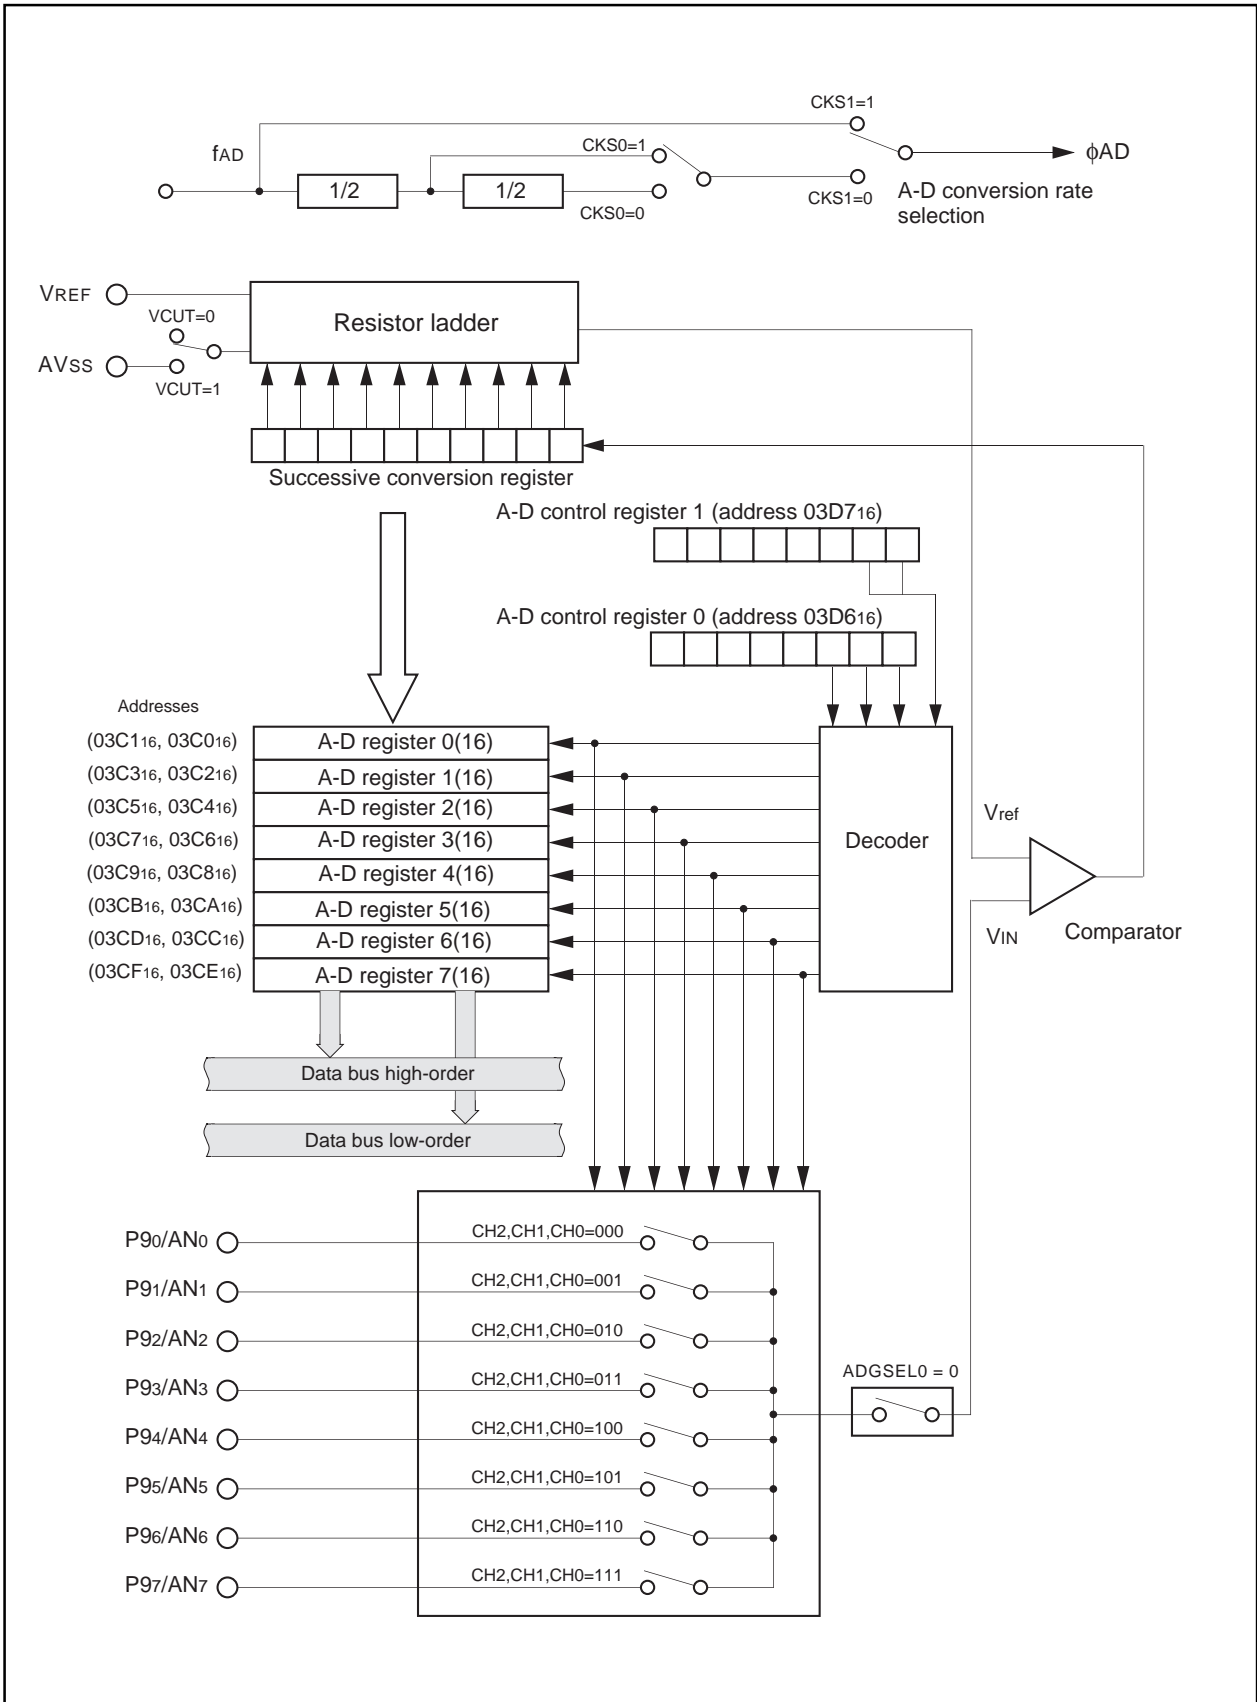 CKS1=1
fAD
CKS0=1
ϕAD
1/2
1/2
CKS0=0
CKS1=0
A-D conversion rate
selection
VREF
VCUT=0
Resistor ladder
AVSS
VCUT=1
Successive conversion register
A-D control register 1 (address 03D716)
A-D control register 0 (address 03D616)
Addresses
(03C116, 03C016)
A-D register 0(16)
(03C316, 03C216)
A-D register 1(16)
(03C516, 03C416)
A-D register 2(16)
(03C716, 03C616)
A-D register 3(16)
(03C916, 03C816)
A-D register 4(16)
(03CB16, 03CA16)
A-D register 5(16)
(03CD16, 03CC16)
A-D register 6(16)
(03CF16, 03CE16)
A-D register 7(16)
Decoder
Vref
VIN
Comparator
Data bus high-order
Data bus low-order
P90/AN0
CH2,CH1,CH0=000
P91/AN1
CH2,CH1,CH0=001
P92/AN2
CH2,CH1,CH0=010
P93/AN3
CH2,CH1,CH0=011
ADGSEL0 = 0
P94/AN4
CH2,CH1,CH0=100
P95/AN5
CH2,CH1,CH0=101
P96/AN6
CH2,CH1,CH0=110
P97/AN7
CH2,CH1,CH0=111